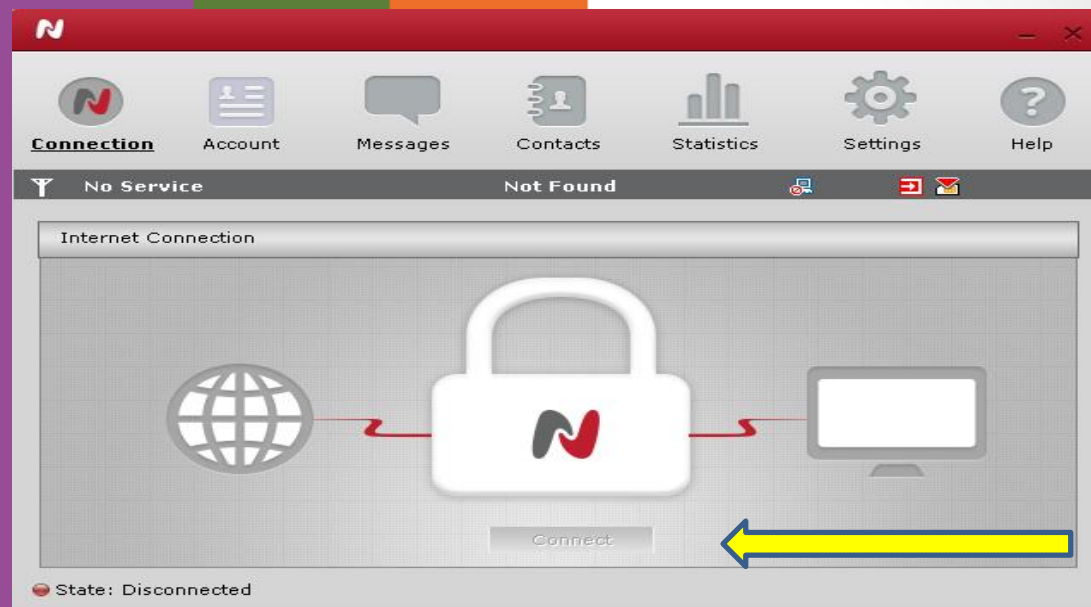 Connection Account Messages Contacts Statistics Settings Help
No Service Not Found
Internet Connection
Connect
State: Disconnected